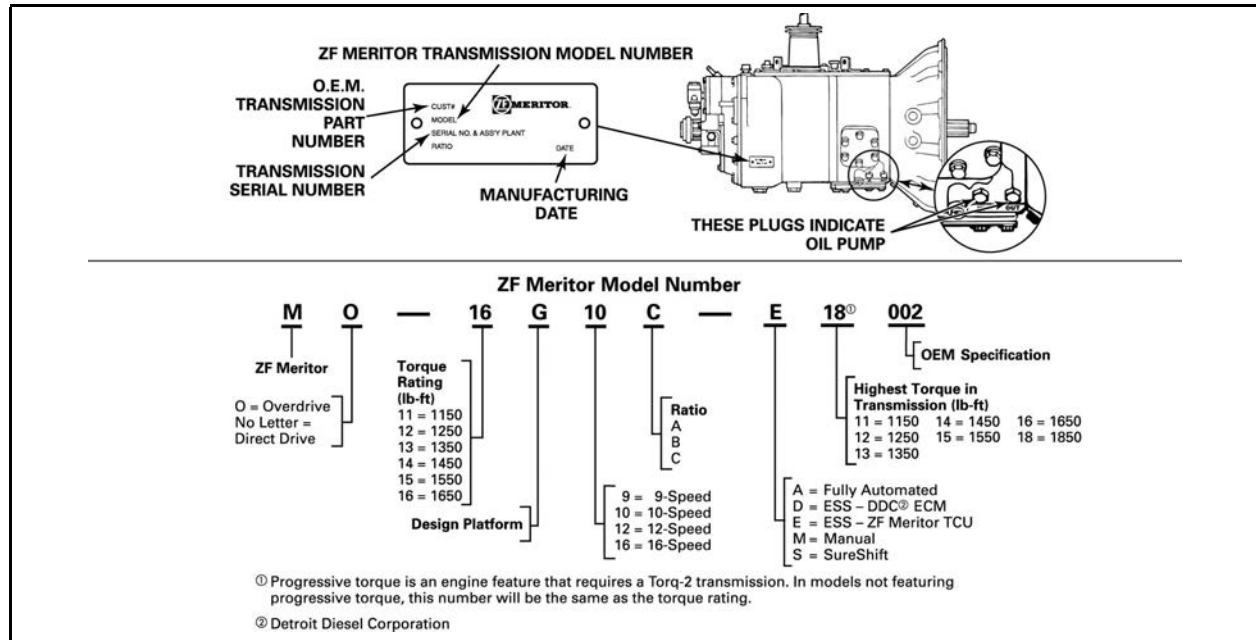 ZF MERITOR TRANSMISSION MODEL NUMBER
O.E.M.
TRANSMISSION
PART
NUMBER
TRANSMISSION
SERIAL NUMBER
CUST#
MODEL
SERIAL NO. & ASS'Y PLANT
RATIO
DATE
ZF MERITOR
MANUFACTURING
DATE
THESE PLUGS INDICATE
OIL PUMP
OUT
ZF Meritor Model Number
M O — 16 G 10 C — E 18① 002
ZF Meritor
O = Overdrive
No Letter =
Direct Drive
Torque
Rating
(lb-ft)
11 = 1150
12 = 1250
13 = 1350
14 = 1450
15 = 1550
16 = 1650
Design Platform
9 = 9-Speed
10 = 10-Speed
12 = 12-Speed
16 = 16-Speed
Ratio
A
B
C
A = Fully Automated
D = ESS – DDC② ECM
E = ESS – ZF Meritor TCU
M = Manual
S = SureShift
Highest Torque in
Transmission (lb-ft)
11 = 1150 14 = 1450 16 = 1650
12 = 1250 15 = 1550 18 = 1850
13 = 1350
OEM Specification
① Progressive torque is an engine feature that requires a Torq-2 transmission. In models not featuring
progressive torque, this number will be the same as the torque rating.
② Detroit Diesel Corporation